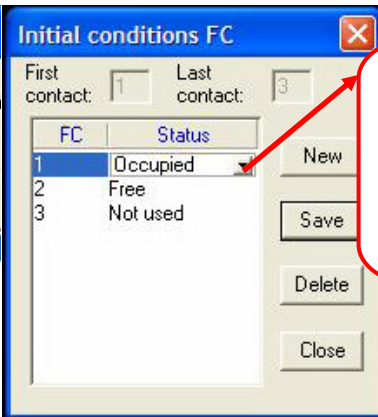 Initial conditions FC
First contact: 1 Last contact: 3
FC Status
1 Occupied
2 Free
3 Not used
New
Save
Delete
Close